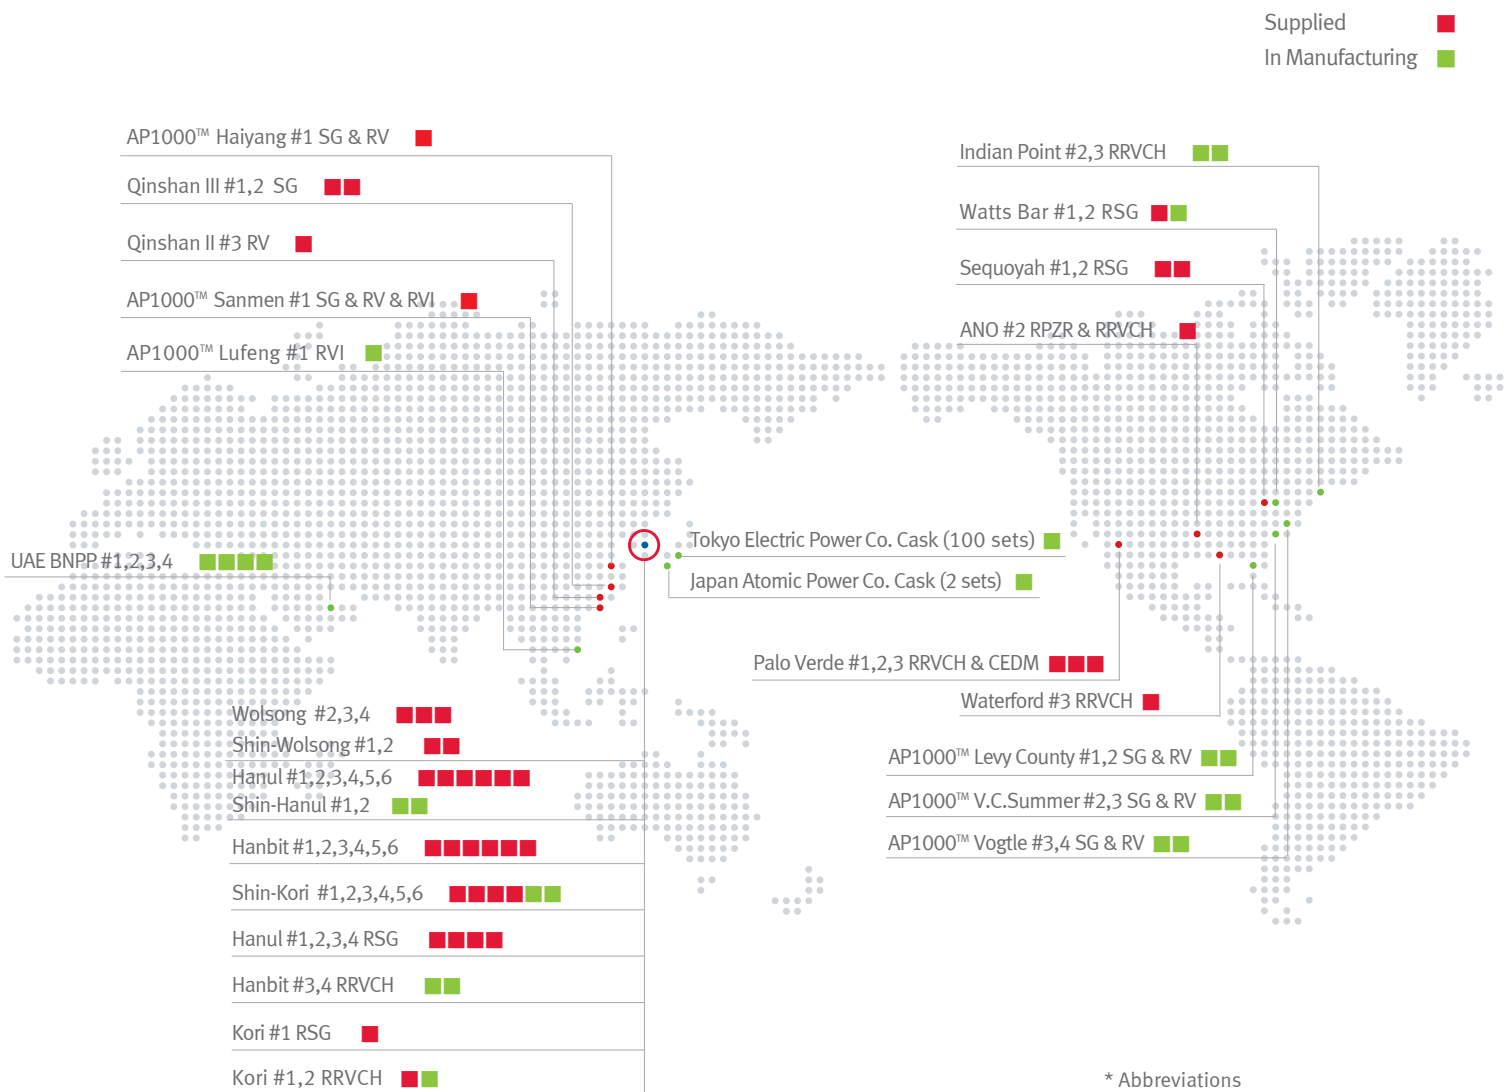 Supplied
In Manufacturing
AP1000™ Haiyang #1 SG & RV
Qinshan III #1,2 SG
Qinshan II #3 RV
AP1000™ Sanmen #1 SG & RV & RVI
AP1000™ Lufeng #1 RVI
UAE BNPP #1,2,3,4
Indian Point #2,3 RRVCH
Watts Bar #1,2 RSG
Sequoyah #1,2 RSG
ANO #2 RPZR & RRVCH
Tokyo Electric Power Co. Cask (100 sets)
Japan Atomic Power Co. Cask (2 sets)
Palo Verde #1,2,3 RRVCH & CEDM
Waterford #3 RRVCH
AP1000™ Levy County #1,2 SG & RV
AP1000™ V.C.Summer #2,3 SG & RV
AP1000™ Vogtle #3,4 SG & RV
Wolsong #2,3,4
Shin-Wolsong #1,2
Hanul #1,2,3,4,5,6
Shin-Hanul #1,2
Hanbit #1,2,3,4,5,6
Shin-Kori #1,2,3,4,5,6
Hanul #1,2,3,4 RSG
Hanbit #3,4 RRVCH
Kori #1 RSG
Kori #1,2 RRVCH
* Abbreviations